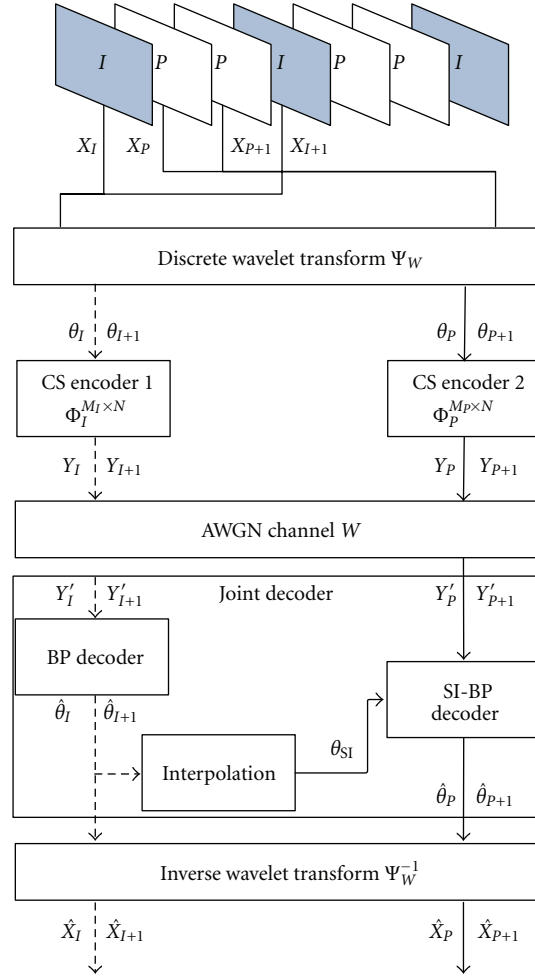 I P P I P P I
X_I X_P X_{P+1} X_{I+1}
Discrete wavelet transform Ψ_W
θ_I θ_{I+1} θ_P θ_{P+1}
CS encoder 1 CS encoder 2
Φ_I^{M_I×N} Φ_P^{M_P×N}
Y_I Y_{I+1} Y_P Y_{P+1}
AWGN channel W
Y′_I Y′_{I+1} Joint decoder Y′_P Y′_{P+1}
BP decoder
SI-BP
decoder
θ̂_I θ̂_{I+1}
θ_SI
Interpolation
θ̂_P θ̂_{P+1}
Inverse wavelet transform Ψ_W^{−1}
X̂_I X̂_{I+1} X̂_P X̂_{P+1}